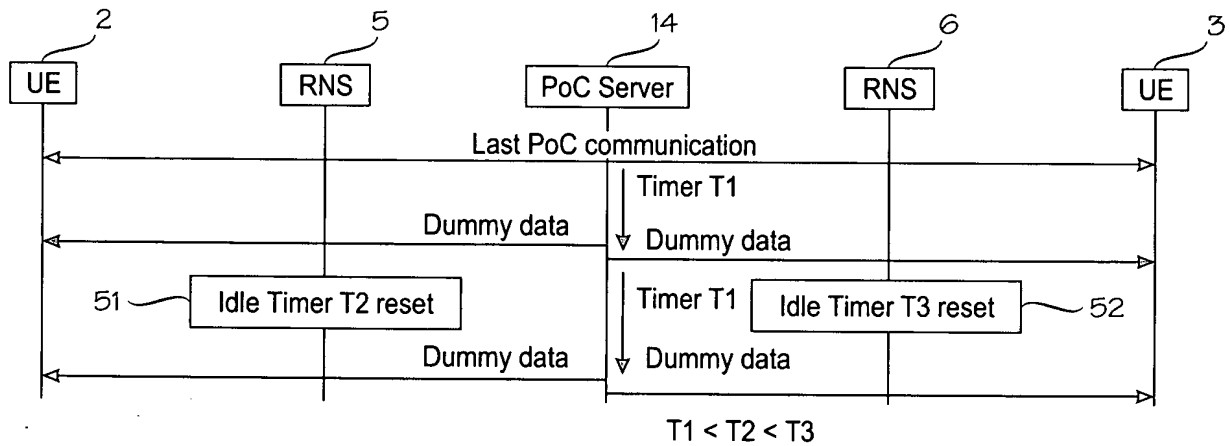 2
5
14
6
3
UE
RNS
PoC Server
RNS
UE
Last PoC communication
Timer T1
Dummy data
Dummy data
51
Idle Timer T2 reset
Timer T1
Idle Timer T3 reset
52
Dummy data
Dummy data
T1 < T2 < T3